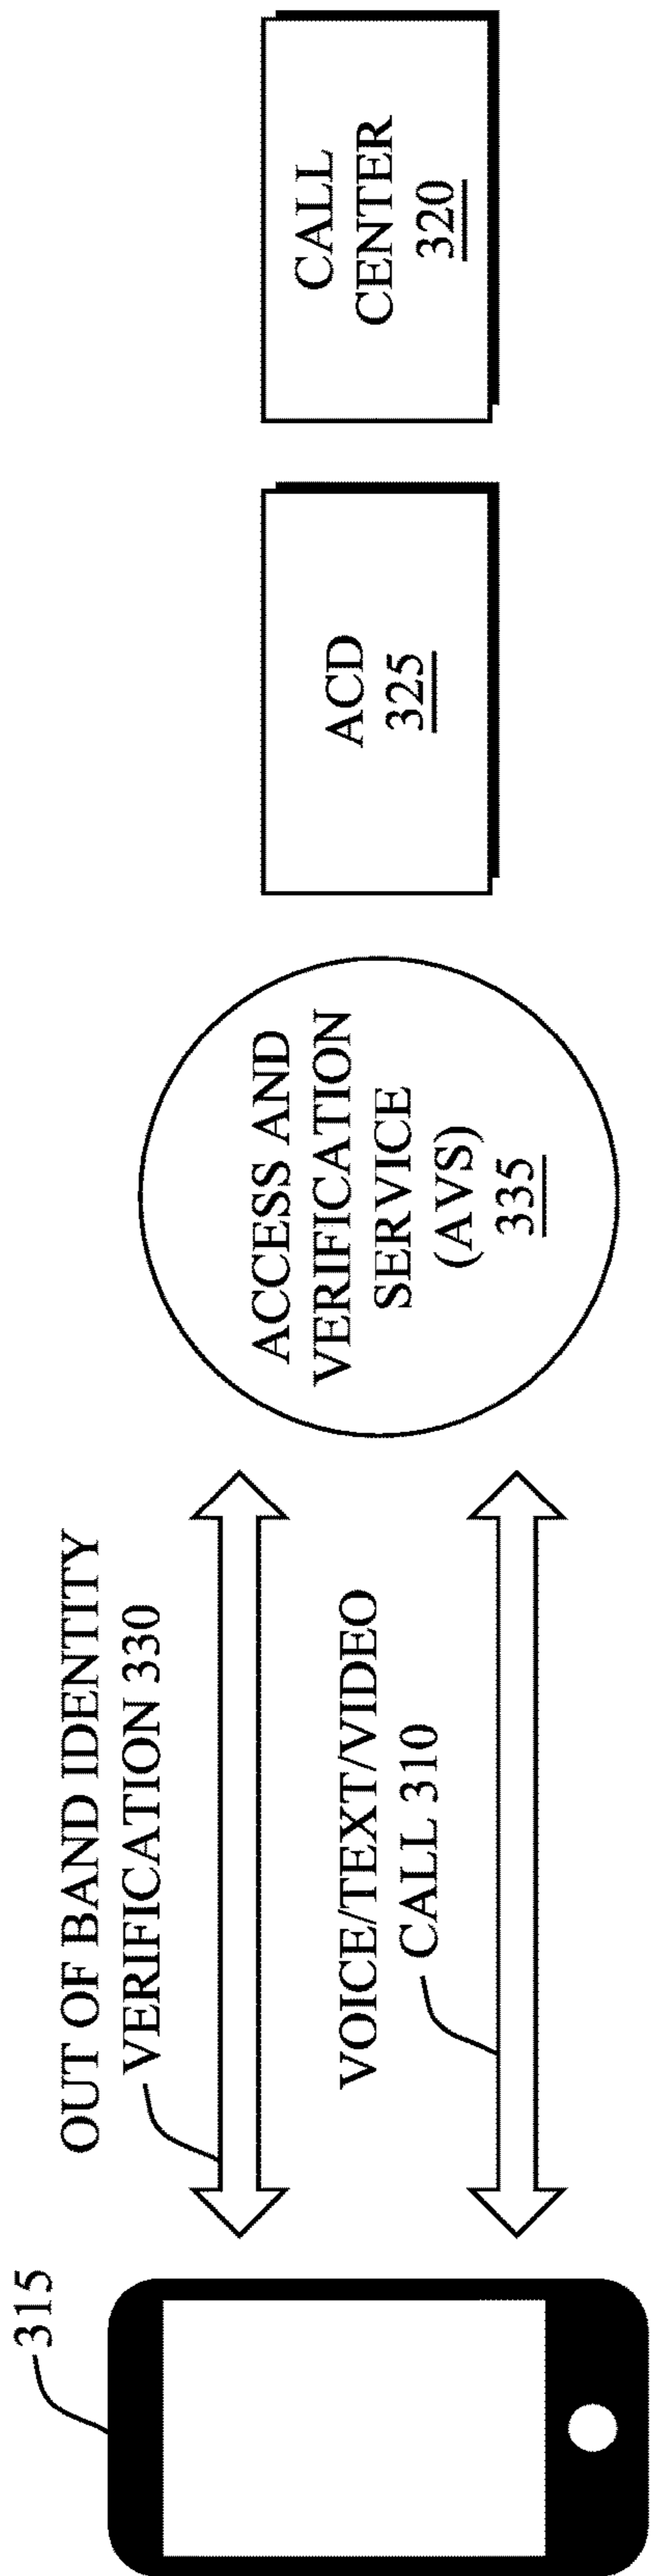 315
OUT OF BAND IDENTITY
VERIFICATION 330
VOICE/TEXT/VIDEO
CALL 310
ACCESS AND
VERIFICATION
SERVICE
(AVS)
335
ACD
325
CALL
CENTER
320